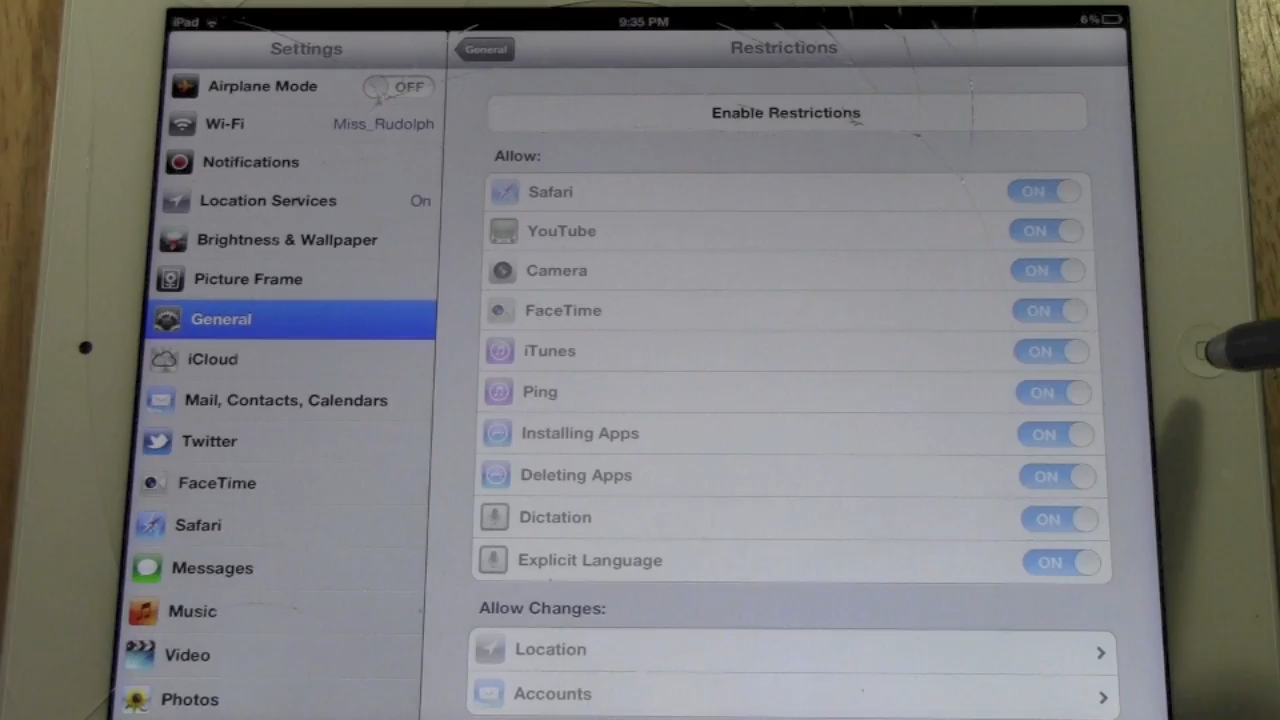 iPad 9:35 PM 6%
Settings
General
Restrictions
Airplane Mode OFF
Wi-Fi Miss_Rudolph
Notifications
Location Services On
Brightness & Wallpaper
Picture Frame
General
iCloud
Mail, Contacts, Calendars
Twitter
FaceTime
Safari
Messages
Music
Video
Photos
Enable Restrictions
Allow:
Safari ON
YouTube ON
Camera ON
FaceTime ON
iTunes ON
Ping ON
Installing Apps ON
Deleting Apps ON
Dictation ON
Explicit Language ON
Allow Changes:
Location
Accounts